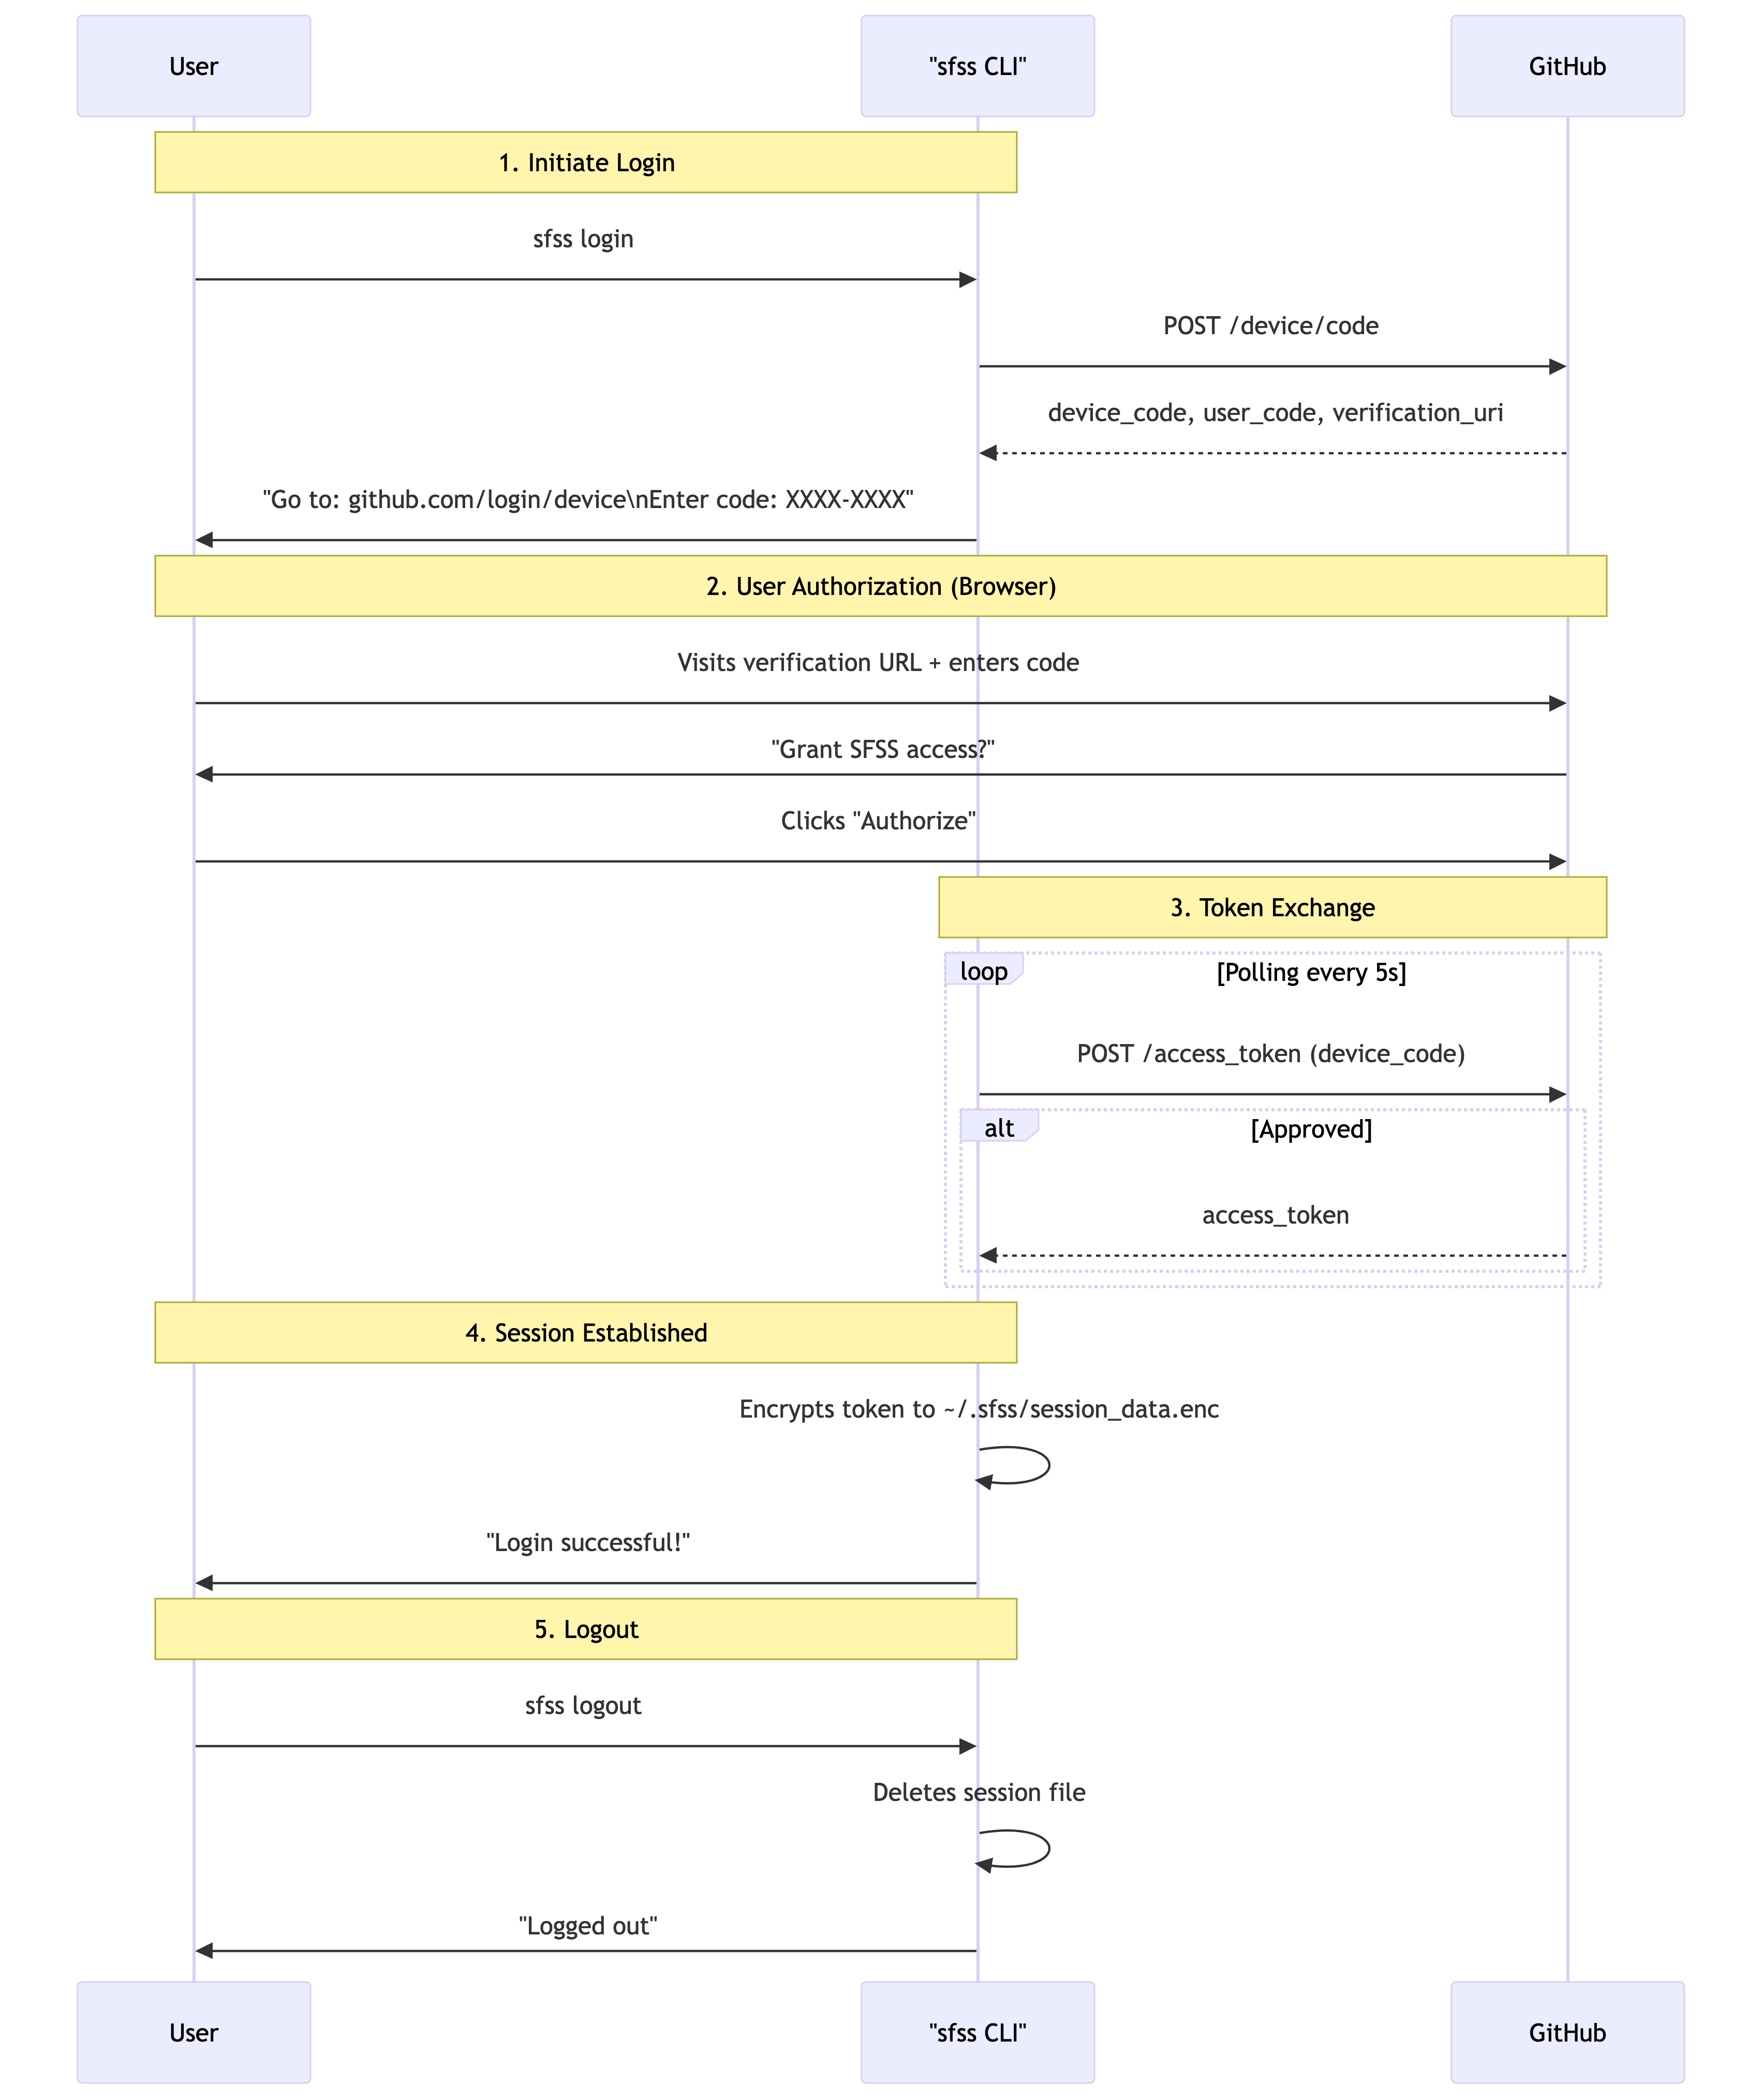 User
"sfss CLI"
GitHub
1. Initiate Login
sfss login
POST /device/code
device_code, user_code, verification_uri
"Go to: github.com/login/device\nEnter code: XXXX-XXXX"
2. User Authorization (Browser)
Visits verification URL + enters code
"Grant SFSS access?"
Clicks "Authorize"
3. Token Exchange
loop
[Polling every 5s]
POST /access_token (device_code)
alt
[Approved]
access_token
4. Session Established
Encrypts token to ~/.sfss/session_data.enc
"Login successful!"
5. Logout
sfss logout
Deletes session file
"Logged out"
User
"sfss CLI"
GitHub